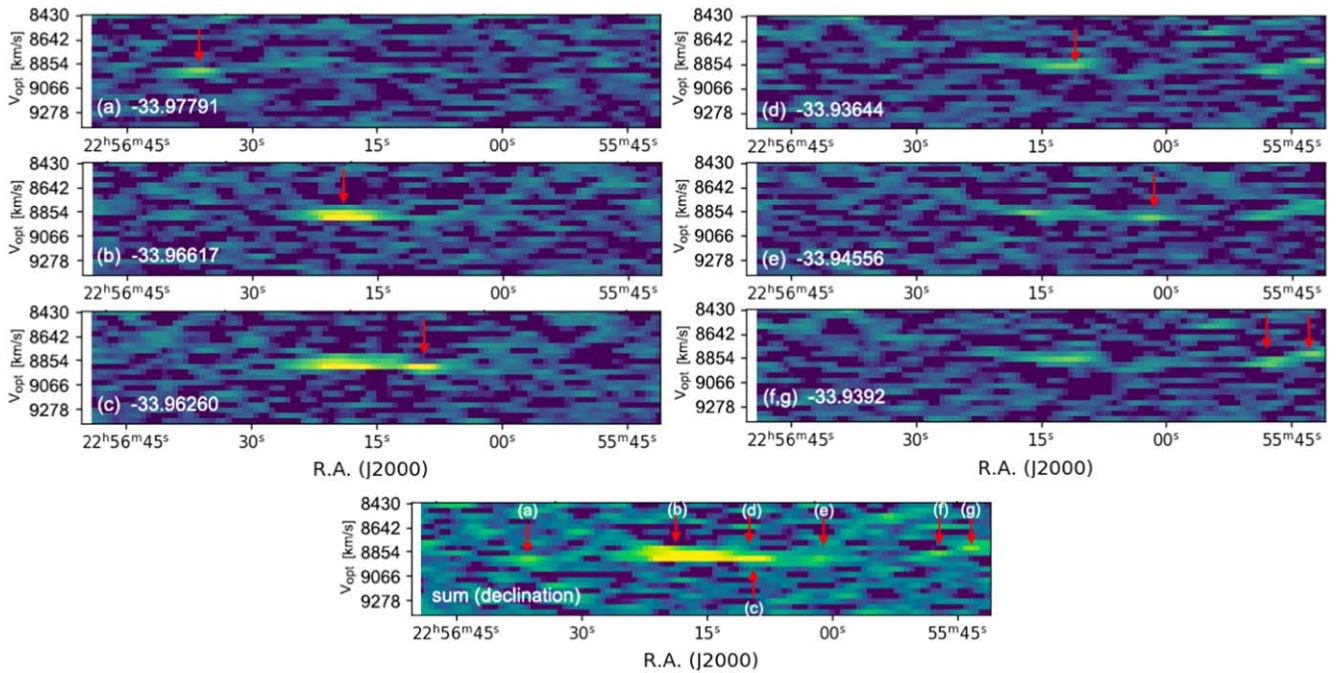 8430
8642
8854
9066
9278
V_opt [km/s]
(a) -33.97791
22ʰ56ᵐ45ˢ 30ˢ 15ˢ 00ˢ 55ᵐ45ˢ
8430
8642
8854
9066
9278
V_opt [km/s]
(b) -33.96617
22ʰ56ᵐ45ˢ 30ˢ 15ˢ 00ˢ 55ᵐ45ˢ
8430
8642
8854
9066
9278
V_opt [km/s]
(c) -33.96260
22ʰ56ᵐ45ˢ 30ˢ 15ˢ 00ˢ 55ᵐ45ˢ
R.A. (J2000)
8430
8642
8854
9066
9278
V_opt [km/s]
(d) -33.93644
22ʰ56ᵐ45ˢ 30ˢ 15ˢ 00ˢ 55ᵐ45ˢ
8430
8642
8854
9066
9278
V_opt [km/s]
(e) -33.94556
22ʰ56ᵐ45ˢ 30ˢ 15ˢ 00ˢ 55ᵐ45ˢ
8430
8642
8854
9066
9278
V_opt [km/s]
(f,g) -33.9392
22ʰ56ᵐ45ˢ 30ˢ 15ˢ 00ˢ 55ᵐ45ˢ
R.A. (J2000)
8430
8642
8854
9066
9278
V_opt [km/s]
(a) (b) (d) (e) (f) (g)
(c)
sum (declination)
22ʰ56ᵐ45ˢ 30ˢ 15ˢ 00ˢ 55ᵐ45ˢ
R.A. (J2000)